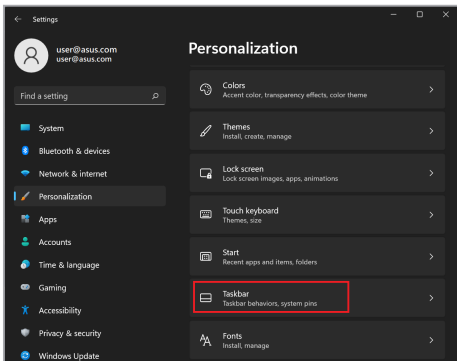 Settings
user@asus.com
user@asus.com
Find a setting
System
Bluetooth & devices
Network & internet
Personalization
Apps
Accounts
Time & language
Gaming
Accessibility
Privacy & security
Windows Update
Personalization
Colors
Accent color, transparency effects, color theme
Themes
Install, create, manage
Lock screen
Lock screen images, apps, animations
Touch keyboard
Themes, size
Start
Recent apps and items, folders
Taskbar
Taskbar behaviors, system pins
Fonts
Install, manage